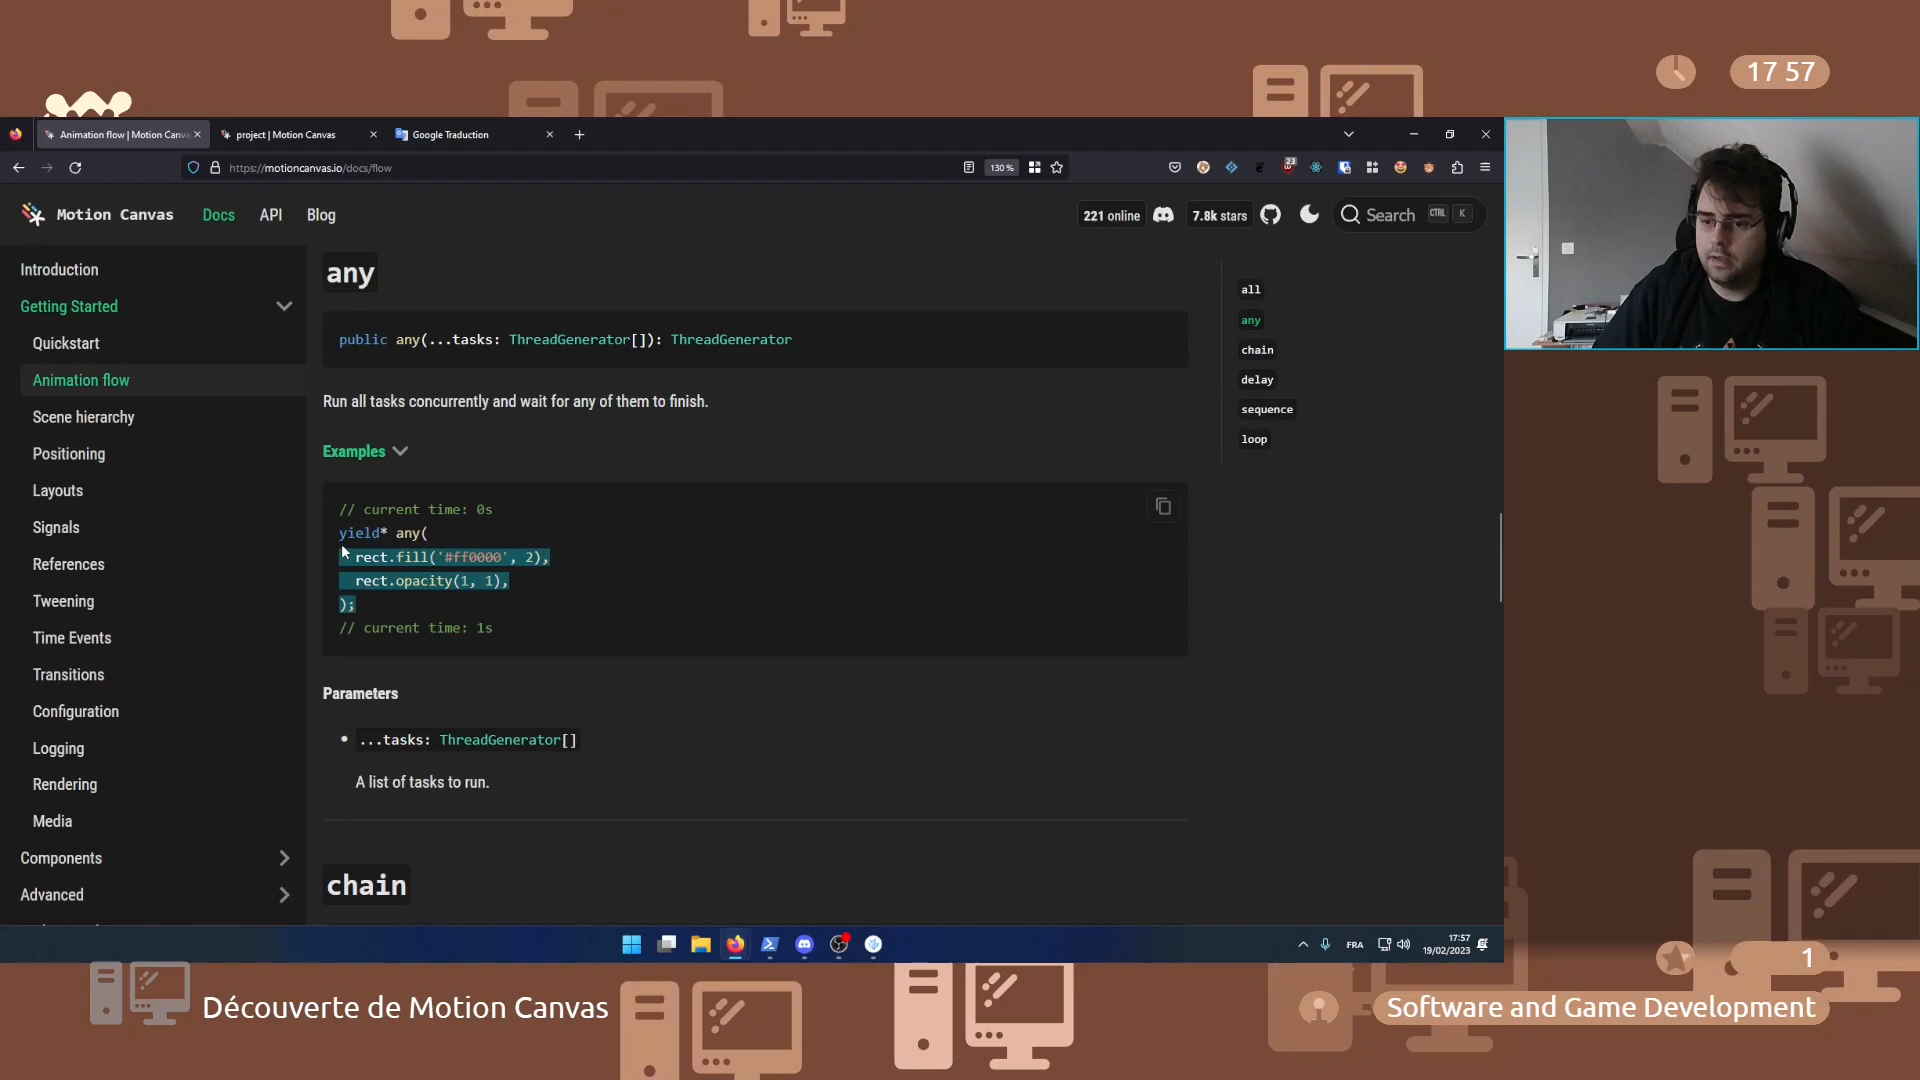 17 57
Animation flow | Motion Canva
project | Motion Canvas
Google Traduction
https://motioncanvas.io/docs/flow
130 %
23
Motion Canvas
Docs
API
Blog
221 online
7.8k stars
Search
CTRL
K
Introduction
Getting Started
Quickstart
Animation flow
Scene hierarchy
Positioning
Layouts
Signals
References
Tweening
Time Events
Transitions
Configuration
Logging
Rendering
Media
Components
Advanced
any
public any(...tasks: ThreadGenerator[]): ThreadGenerator
Run all tasks concurrently and wait for any of them to finish.
Examples
// current time: 0s
yield* any(
rect.fill('#ff0000', 2),
rect.opacity(1, 1),
);
// current time: 1s
Parameters
...tasks: ThreadGenerator[]
A list of tasks to run.
chain
all
any
chain
delay
sequence
loop
FRA
17:57
19/02/2023
1
Découverte de Motion Canvas
Software and Game Development